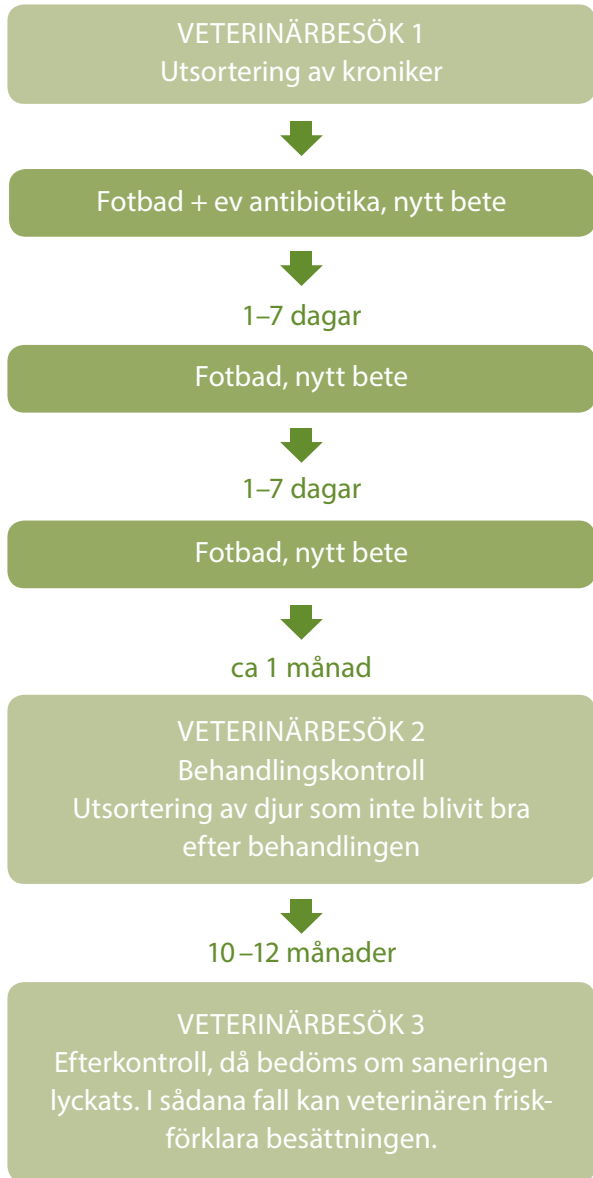 VETERINÄRBESÖK 1
Utsortering av kroniker
Fotbad + ev antibiotika, nytt bete
1–7 dagar
Fotbad, nytt bete
1–7 dagar
Fotbad, nytt bete
ca 1 månad
VETERINÄRBESÖK 2
Behandlingskontroll
Utsortering av djur som inte blivit bra
efter behandlingen
10–12 månader
VETERINÄRBESÖK 3
Efterkontroll, då bedöms om saneringen
lyckats. I sådana fall kan veterinären frisk-
förklara besättningen.